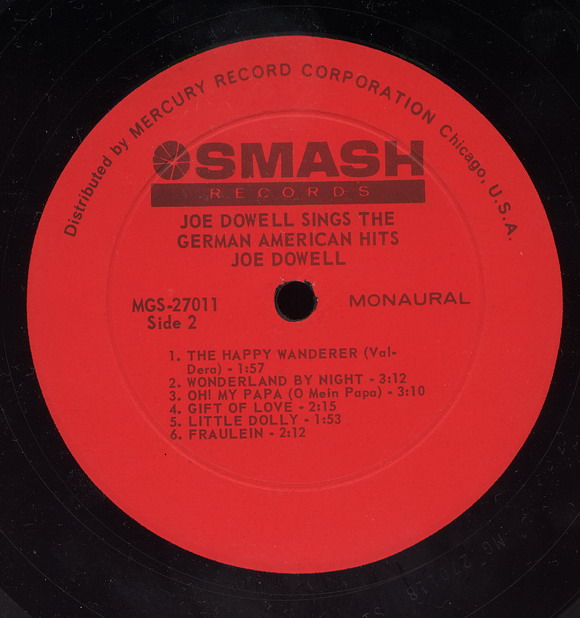 Distributed by MERCURY RECORD CORPORATION Chicago, U.S.A.
SMASH
RECORDS
JOE DOWELL SINGS THE
GERMAN AMERICAN HITS
JOE DOWELL
MGS-27011
MONAURAL
Side 2
1. THE HAPPY WANDERER (Val-
Dera) - 1:57
2. WONDERLAND BY NIGHT - 3:12
3. OH! MY PAPA (O Mein Papa) - 3:10
4. GIFT OF LOVE - 2:15
5. LITTLE DOLLY - 1:53
6. FRAULEIN - 2:12